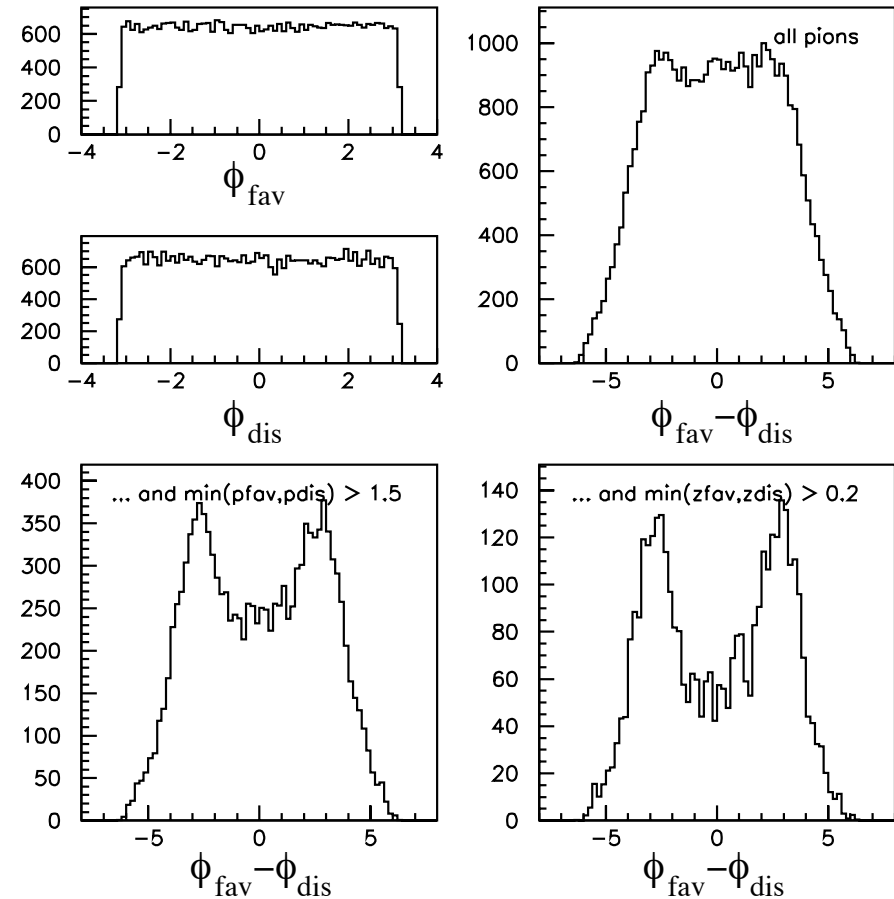 600
400
200
0
−4 −2 0 2 4
ϕfav
600
400
200
0
−4 −2 0 2 4
ϕdis
all pions
1000
800
600
400
200
0
−5 0 5
ϕfav−ϕdis
... and min(pfav,pdis) > 1.5
400
350
300
250
200
150
100
50
0
−5 0 5
ϕfav−ϕdis
... and min(zfav,zdis) > 0.2
140
120
100
80
60
40
20
0
−5 0 5
ϕfav−ϕdis